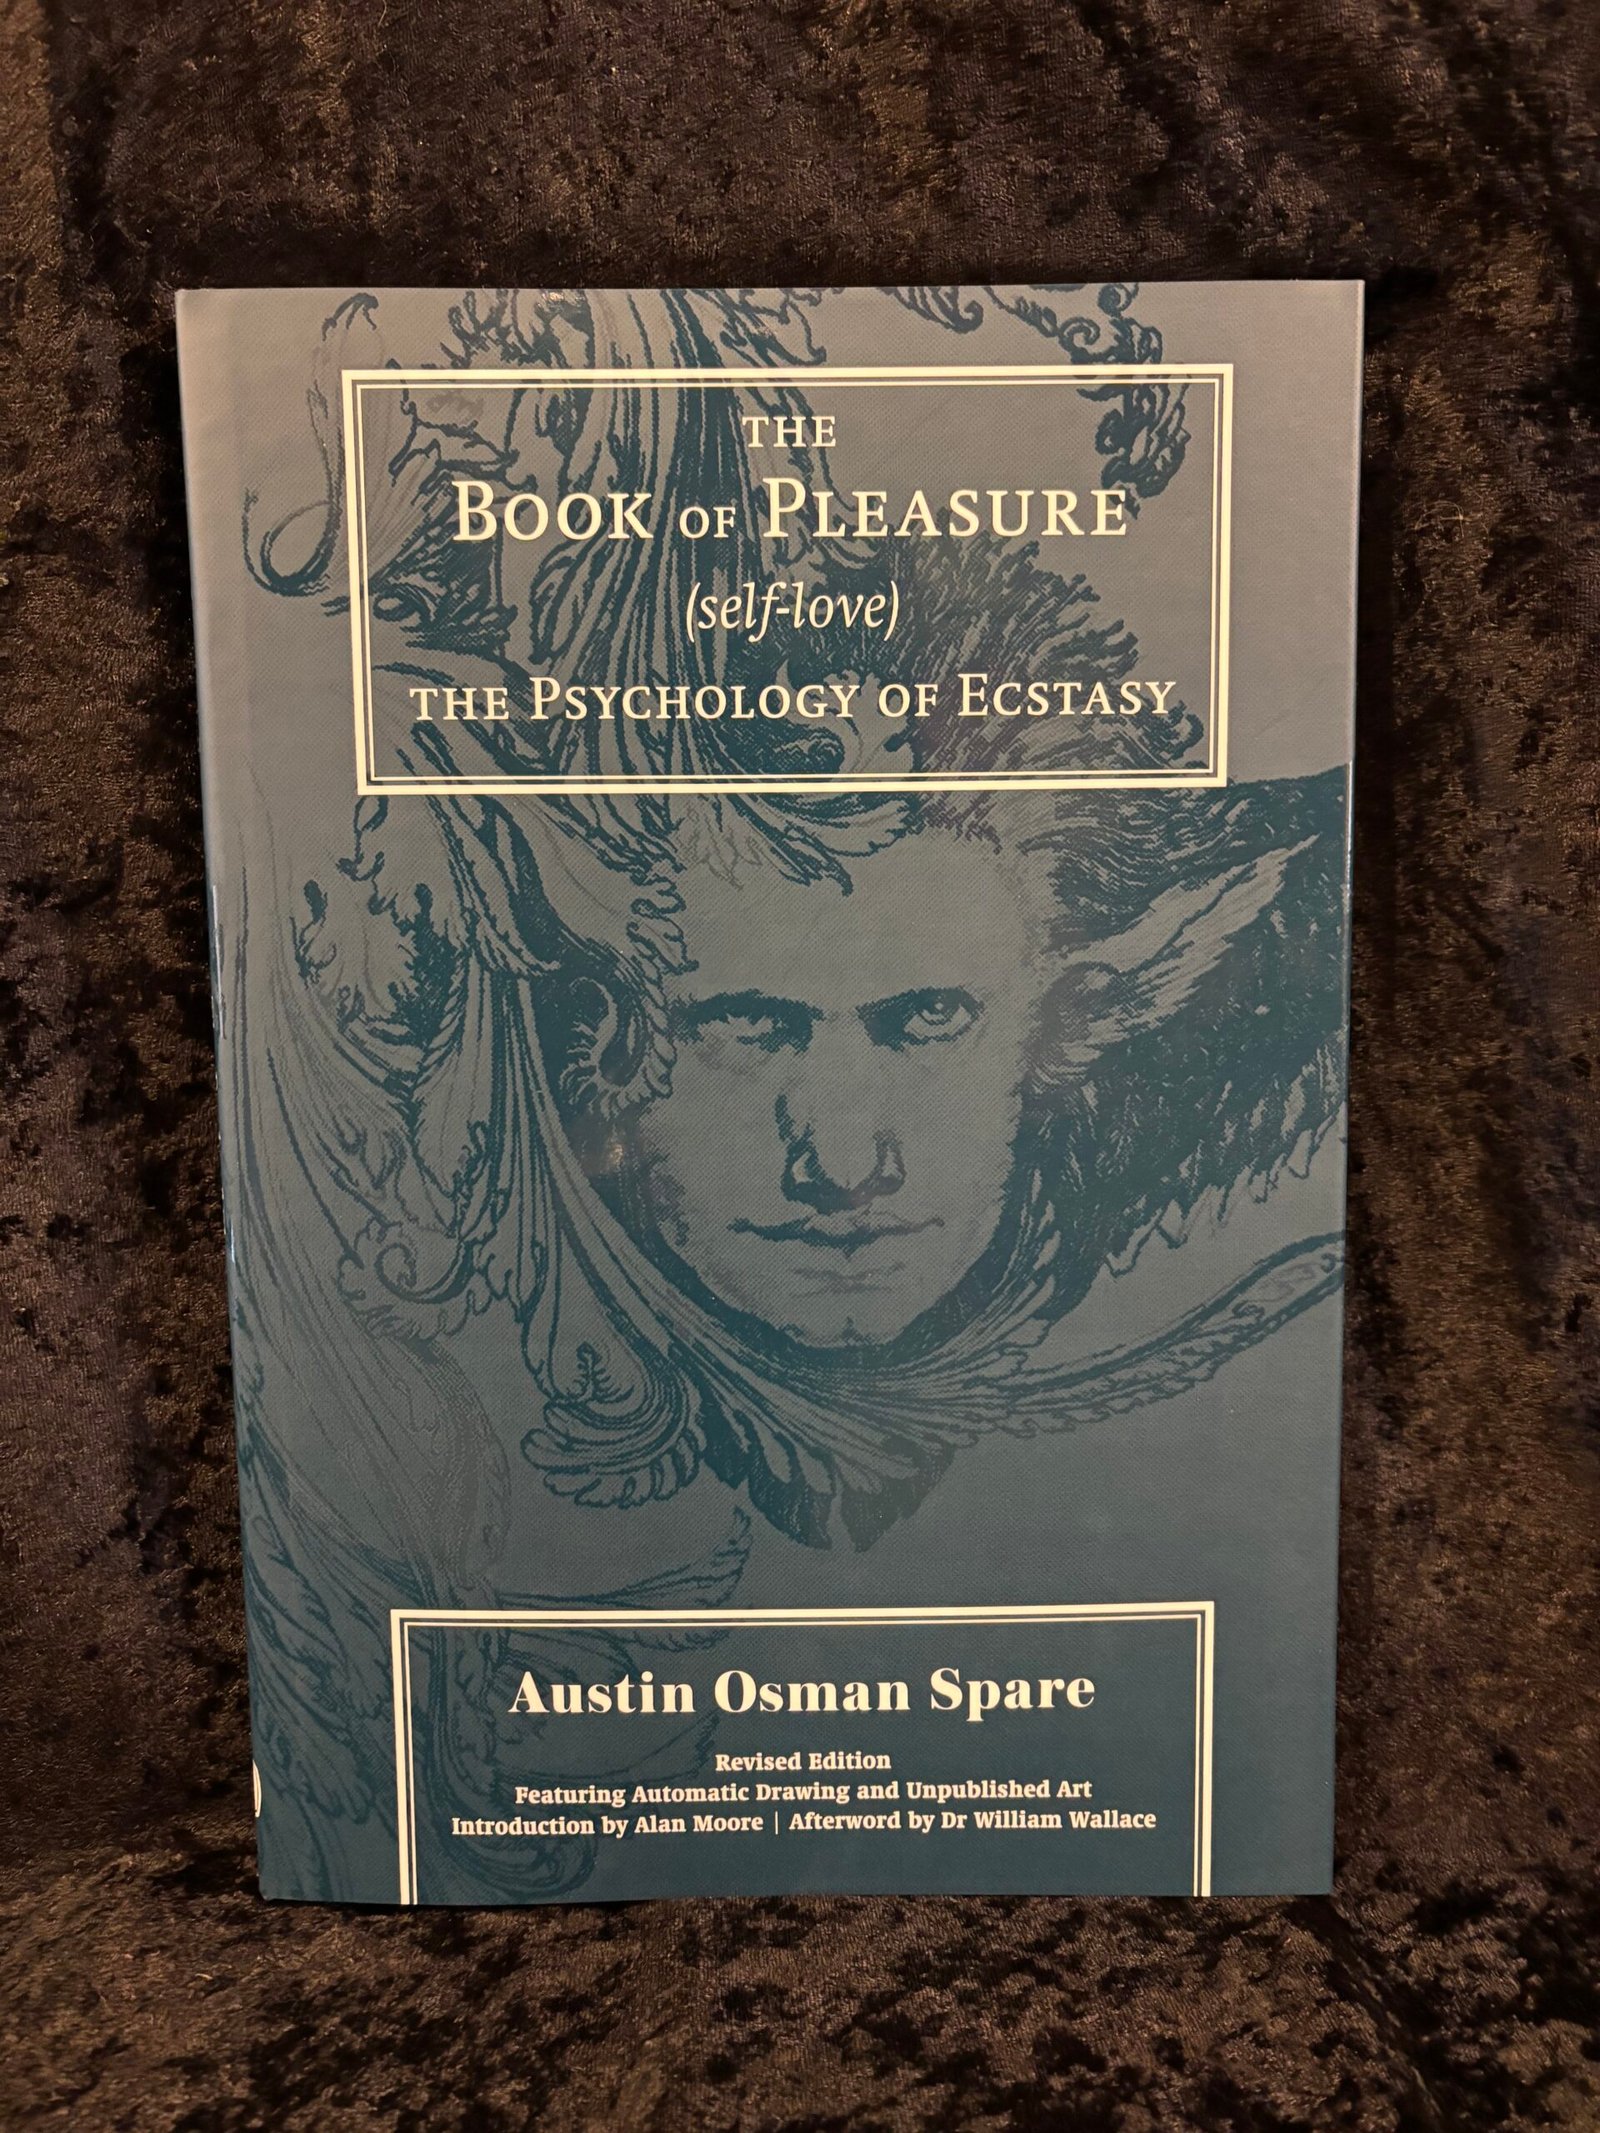 THE
BOOK OF PLEASURE
(self-love)
THE PSYCHOLOGY OF ECSTASY
Austin Osman Spare
Revised Edition
Featuring Automatic Drawing and Unpublished Art
Introduction by Alan Moore | Afterword by Dr William Wallace